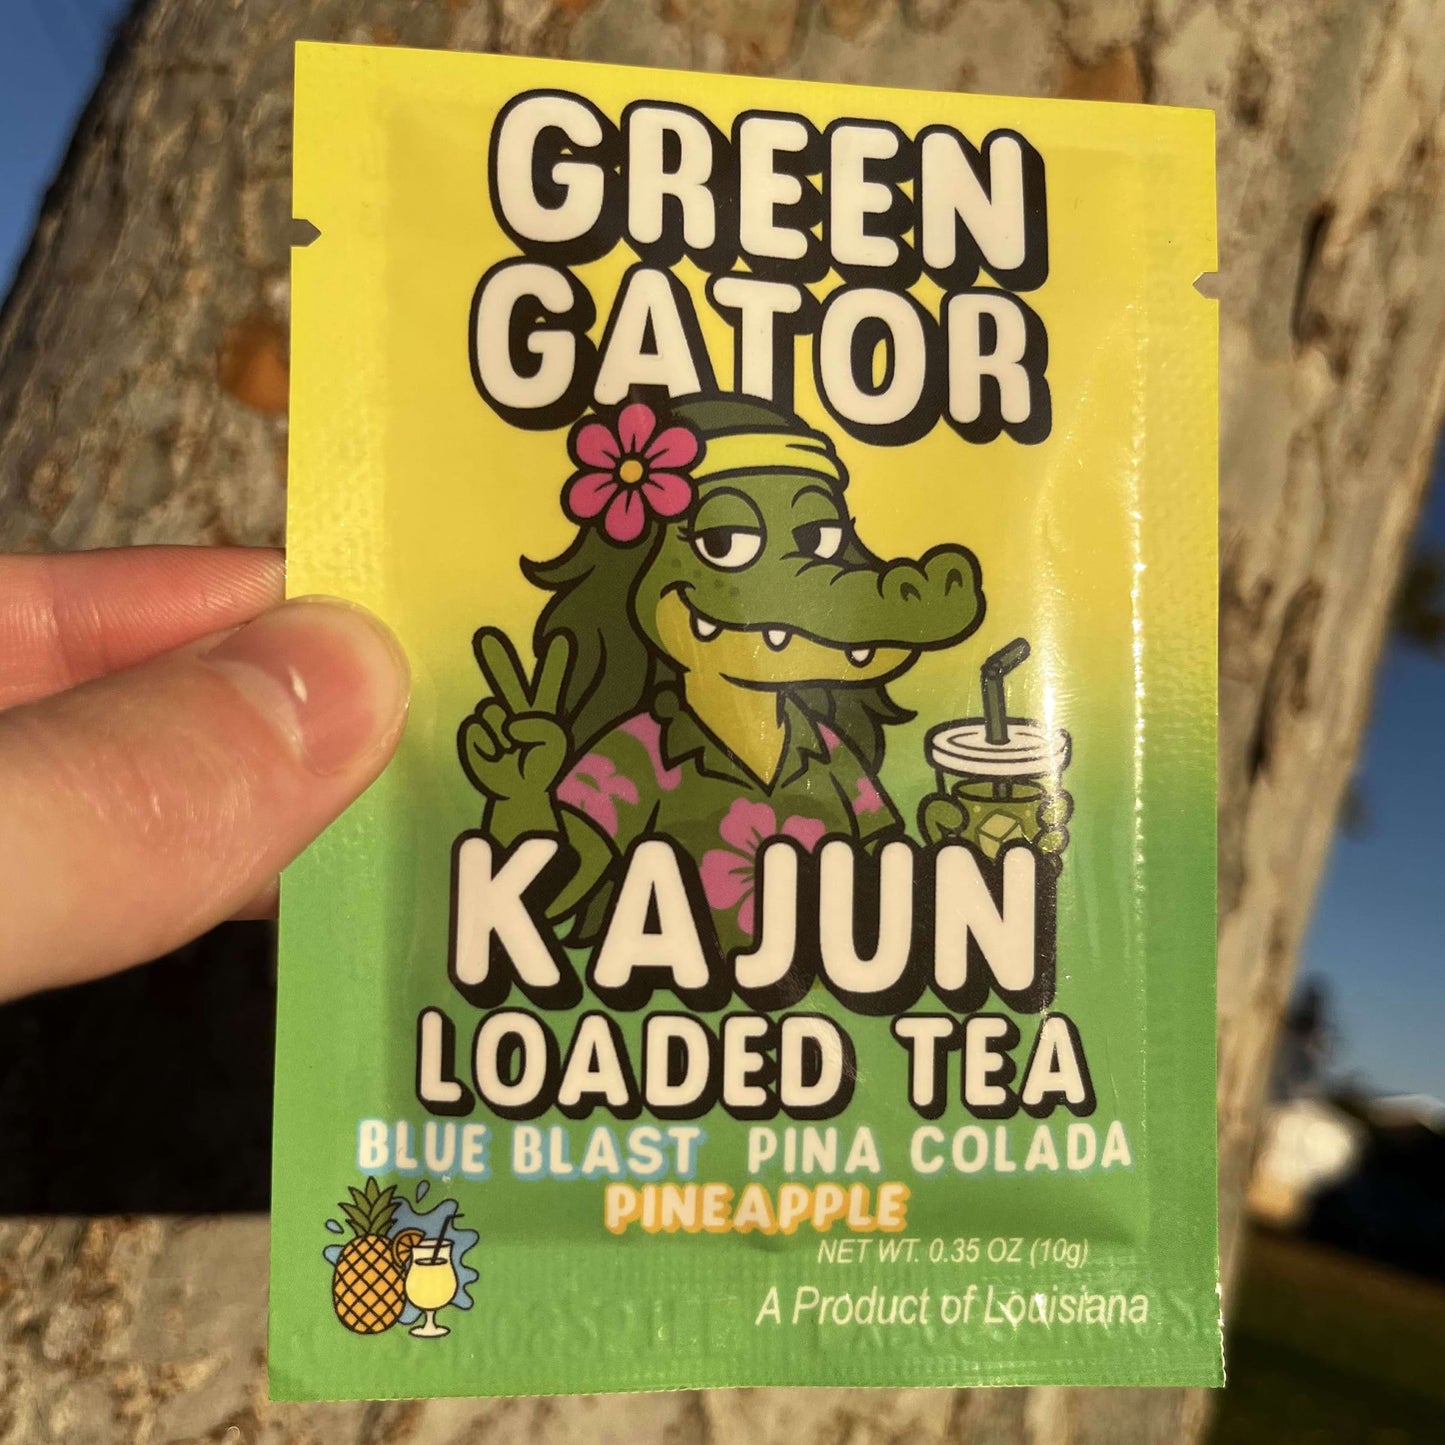 GREEN
GATOR
KAJUN
LOADED TEA
BLUE BLAST PINA COLADA
PINEAPPLE
NET WT. 0.35 OZ (10g)
A Product of Louisiana